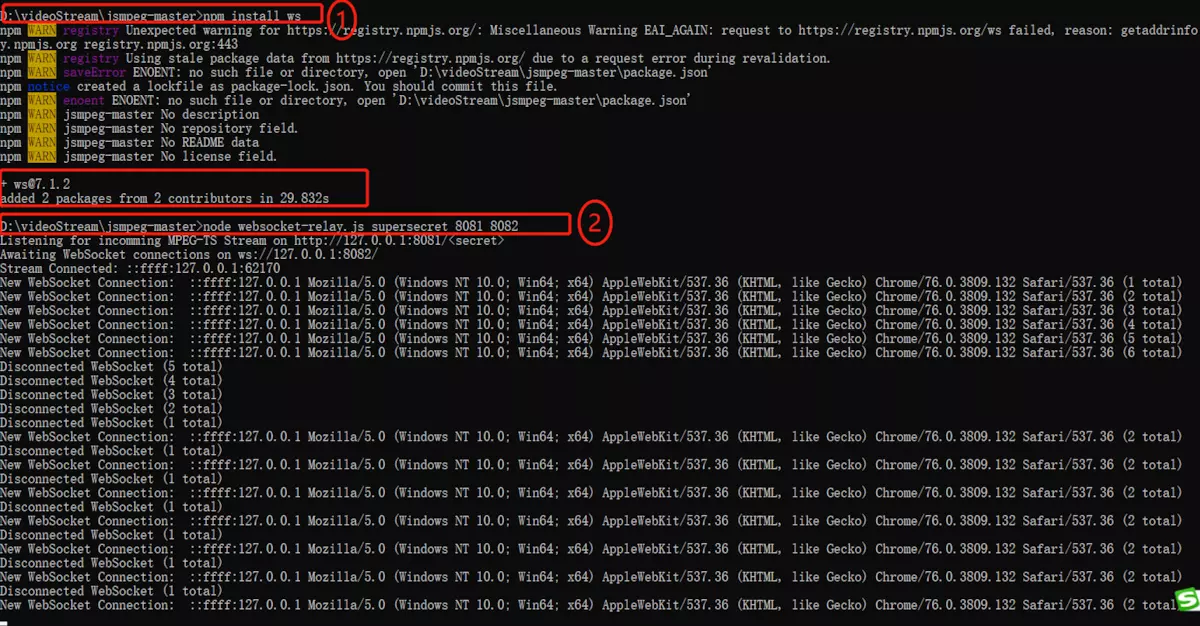 D:\videoStream\jsmpeg-master>npm install ws
①
npm WARN registry Unexpected warning for https://registry.npmjs.org/: Miscellaneous Warning EAI_AGAIN: request to https://registry.npmjs.org/ws failed, reason: getaddrinfo
y.npmjs.org registry.npmjs.org:443
npm WARN registry Using stale package data from https://registry.npmjs.org/ due to a request error during revalidation.
npm WARN saveError ENOENT: no such file or directory, open 'D:\videoStream\jsmpeg-master\package.json'
npm notice created a lockfile as package-lock.json. You should commit this file.
npm WARN enoent ENOENT: no such file or directory, open 'D:\videoStream\jsmpeg-master\package.json'
npm WARN jsmpeg-master No description
npm WARN jsmpeg-master No repository field.
npm WARN jsmpeg-master No README data
npm WARN jsmpeg-master No license field.
+ ws@7.1.2
added 2 packages from 2 contributors in 29.832s
D:\videoStream\jsmpeg-master>node websocket-relay.js supersecret 8081 8082
②
Listening for incomming MPEG-TS Stream on http://127.0.0.1:8081/<secret>
Awaiting WebSocket connections on ws://127.0.0.1:8082/
Stream Connected: ::ffff:127.0.0.1:62170
New WebSocket Connection:  ::ffff:127.0.0.1 Mozilla/5.0 (Windows NT 10.0; Win64; x64) AppleWebKit/537.36 (KHTML, like Gecko) Chrome/76.0.3809.132 Safari/537.36 (1 total)
New WebSocket Connection:  ::ffff:127.0.0.1 Mozilla/5.0 (Windows NT 10.0; Win64; x64) AppleWebKit/537.36 (KHTML, like Gecko) Chrome/76.0.3809.132 Safari/537.36 (2 total)
New WebSocket Connection:  ::ffff:127.0.0.1 Mozilla/5.0 (Windows NT 10.0; Win64; x64) AppleWebKit/537.36 (KHTML, like Gecko) Chrome/76.0.3809.132 Safari/537.36 (3 total)
New WebSocket Connection:  ::ffff:127.0.0.1 Mozilla/5.0 (Windows NT 10.0; Win64; x64) AppleWebKit/537.36 (KHTML, like Gecko) Chrome/76.0.3809.132 Safari/537.36 (4 total)
New WebSocket Connection:  ::ffff:127.0.0.1 Mozilla/5.0 (Windows NT 10.0; Win64; x64) AppleWebKit/537.36 (KHTML, like Gecko) Chrome/76.0.3809.132 Safari/537.36 (5 total)
New WebSocket Connection:  ::ffff:127.0.0.1 Mozilla/5.0 (Windows NT 10.0; Win64; x64) AppleWebKit/537.36 (KHTML, like Gecko) Chrome/76.0.3809.132 Safari/537.36 (6 total)
Disconnected WebSocket (5 total)
Disconnected WebSocket (4 total)
Disconnected WebSocket (3 total)
Disconnected WebSocket (2 total)
Disconnected WebSocket (1 total)
New WebSocket Connection:  ::ffff:127.0.0.1 Mozilla/5.0 (Windows NT 10.0; Win64; x64) AppleWebKit/537.36 (KHTML, like Gecko) Chrome/76.0.3809.132 Safari/537.36 (2 total)
Disconnected WebSocket (1 total)
New WebSocket Connection:  ::ffff:127.0.0.1 Mozilla/5.0 (Windows NT 10.0; Win64; x64) AppleWebKit/537.36 (KHTML, like Gecko) Chrome/76.0.3809.132 Safari/537.36 (2 total)
Disconnected WebSocket (1 total)
New WebSocket Connection:  ::ffff:127.0.0.1 Mozilla/5.0 (Windows NT 10.0; Win64; x64) AppleWebKit/537.36 (KHTML, like Gecko) Chrome/76.0.3809.132 Safari/537.36 (2 total)
Disconnected WebSocket (1 total)
New WebSocket Connection:  ::ffff:127.0.0.1 Mozilla/5.0 (Windows NT 10.0; Win64; x64) AppleWebKit/537.36 (KHTML, like Gecko) Chrome/76.0.3809.132 Safari/537.36 (2 total)
Disconnected WebSocket (1 total)
New WebSocket Connection:  ::ffff:127.0.0.1 Mozilla/5.0 (Windows NT 10.0; Win64; x64) AppleWebKit/537.36 (KHTML, like Gecko) Chrome/76.0.3809.132 Safari/537.36 (2 total)
Disconnected WebSocket (1 total)
New WebSocket Connection:  ::ffff:127.0.0.1 Mozilla/5.0 (Windows NT 10.0; Win64; x64) AppleWebKit/537.36 (KHTML, like Gecko) Chrome/76.0.3809.132 Safari/537.36 (2 total)
Disconnected WebSocket (1 total)
New WebSocket Connection:  ::ffff:127.0.0.1 Mozilla/5.0 (Windows NT 10.0; Win64; x64) AppleWebKit/537.36 (KHTML, like Gecko) Chrome/76.0.3809.132 Safari/537.36 (2 total
S